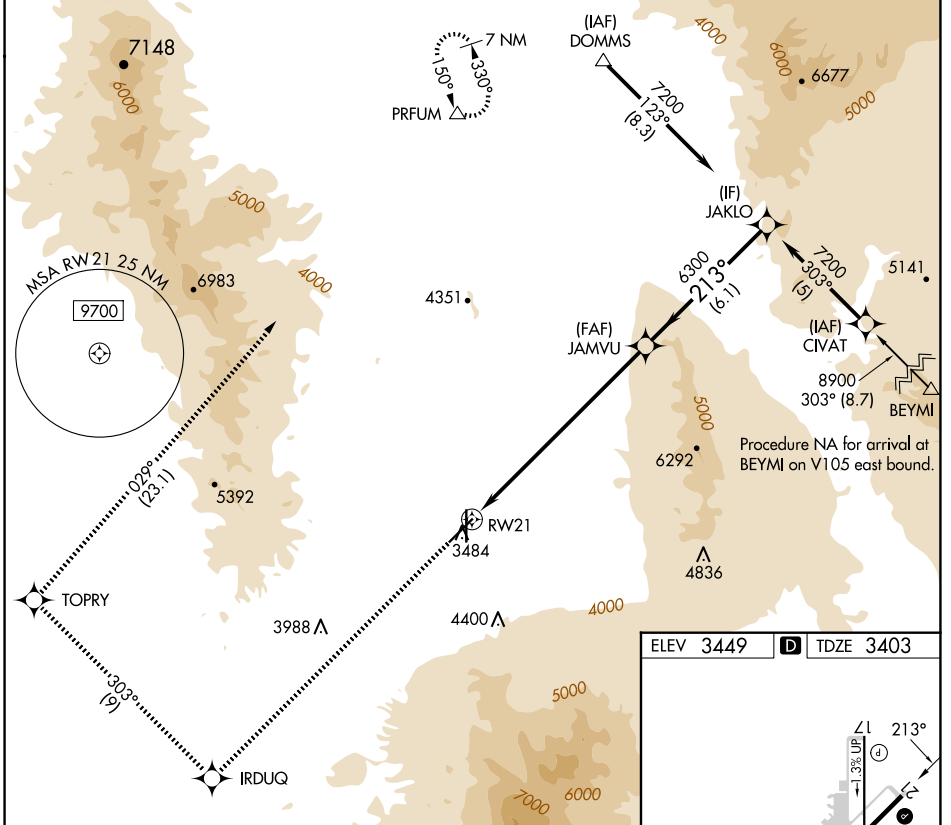 7148
6000
7 NM
150°
330°
PRFUM
(IAF)
DOMMS
4000
6000
6677
5000
7200
123°
(8.3)
5000
(IF)
JAKLO
MSA RW21 25 NM
9700
6983
4000
4351
6300
213°
(6.1)
7200
303°
(5)
5141
(FAF)
JAMVU
(IAF)
CIVAT
8900
303° (8.7)
BEYMI
5000
6292
Procedure NA for arrival at
BEYMI on V105 east bound.
029°
(23.1)
5392
RW21
3484
4836
TOPRY
3988
4400
4000
303°
(9)
IRDUQ
5000
7000
6000
ELEV 3449
D
TDZE 3403
17
213°
1.3% UP
P
21